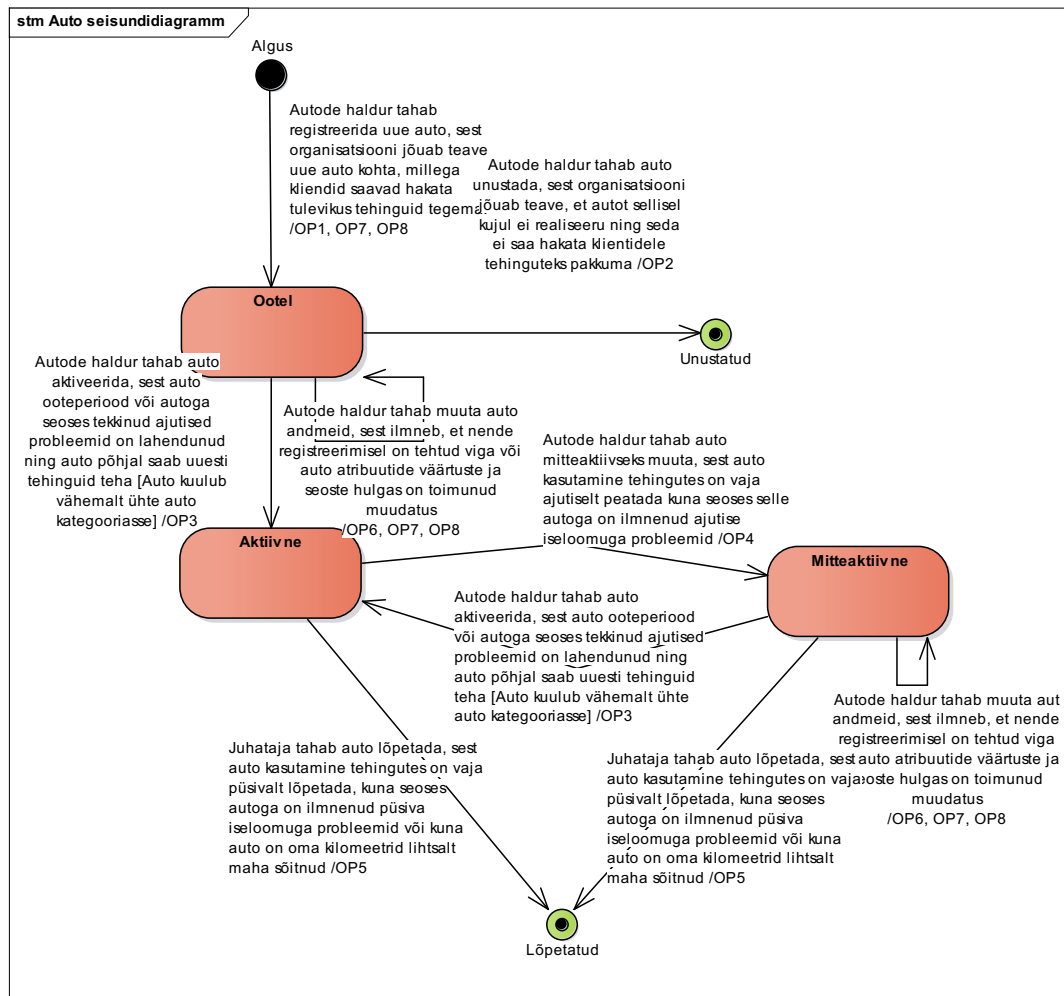 stm Auto seisundidiagramm
Algus
Autode haldur tahab
registreerida uue auto, sest
organisatsiooni jõuab teave
uue auto kohta, millega
kliendid saavad hakata
tulevikus tehinguid tegema.
/OP1, OP7, OP8
Autode haldur tahab auto
unustada, sest organisatsiooni
jõuab teave, et autot sellisel
kujul ei realiseeru ning seda
ei saa hakata klientidele
tehinguteks pakkuma /OP2
Ootel
Unustatud
Autode haldur tahab auto
aktiveerida, sest auto
ooteperiood või autoga
seoses tekkinud ajutised
probleemid on lahendunud
ning auto põhjal saab uuesti
tehinguid teha [Auto kuulub
vähemalt ühte auto
kategooriasse] /OP3
Autode haldur tahab muuta auto
andmeid, sest ilmneb, et nende
registreerimisel on tehtud viga või
auto atribuutide väärtuste ja
seoste hulgas on toimunud
muudatus
/OP6, OP7, OP8
Autode haldur tahab auto
mitteaktiivseks muuta, sest auto
kasutamine tehingutes on vaja
ajutiselt peatada kuna seoses selle
autoga on ilmnenud ajutise
iseloomuga probleemid /OP4
Aktiivne
Mitteaktiivne
Autode haldur tahab auto
aktiveerida, sest auto ooteperiood
või autoga seoses tekkinud ajutised
probleemid on lahendunud ning
auto põhjal saab uuesti tehinguid
teha [Auto kuulub vähemalt ühte
auto kategooriasse] /OP3
Autode haldur tahab muuta aut
andmeid, sest ilmneb, et nende
registreerimisel on tehtud viga
auto atribuutide väärtuste ja
hulgas on toimunud
muudatus
/OP6, OP7, OP8
Juhataja tahab auto lõpetada, sest
auto kasutamine tehingutes on vaja
püsivalt lõpetada, kuna seoses
autoga on ilmnenud püsiva
iseloomuga probleemid või kuna
auto on oma kilomeetrid lihtsalt
maha sõitnud /OP5
Juhataja tahab auto lõpetada, sest
auto kasutamine tehingutes on vaja
püsivalt lõpetada, kuna seoses
autoga on ilmnenud püsiva
iseloomuga probleemid või kuna
auto on oma kilomeetrid lihtsalt
maha sõitnud /OP5
Lõpetatud